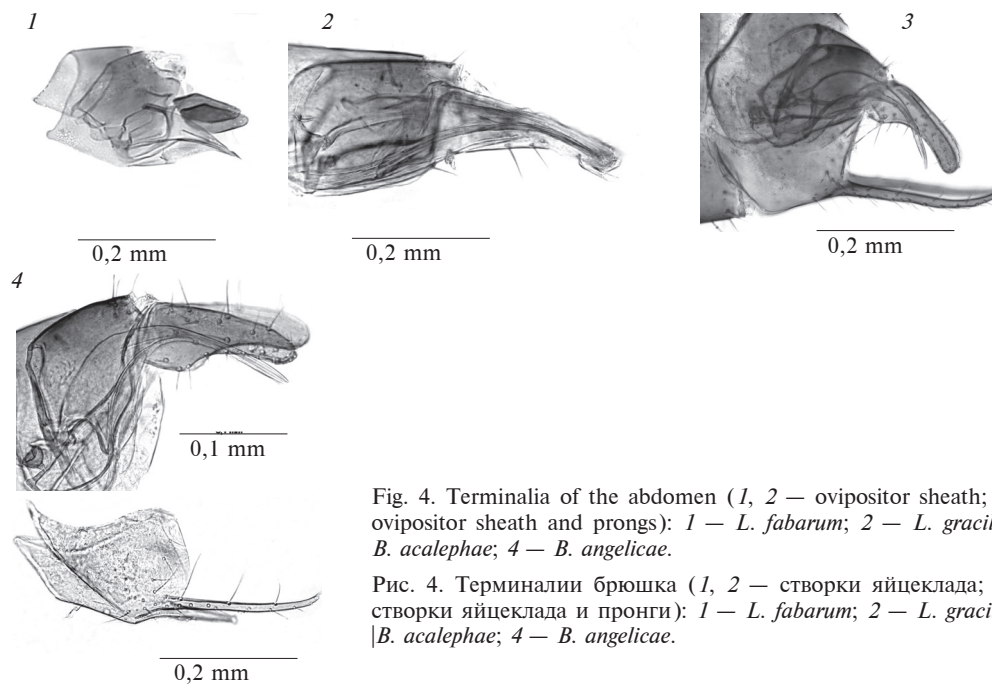 1
2
3
0,2 mm
0,2 mm
0,2 mm
4
0,1 mm
0,2 mm
Fig. 4. Terminalia of the abdomen (1, 2 — ovipositor sheath;
ovipositor sheath and prongs): 1 — L. fabarum; 2 — L.
B. acalephae; 4 — B. angelicae.
Рис. 4. Терминалии брюшка (1, 2 — створки яйцеклада;
створки яйцеклада и пронги): 1 — L. fabarum; 2 — L.
|B. acalephae; 4 — B. angelicae.